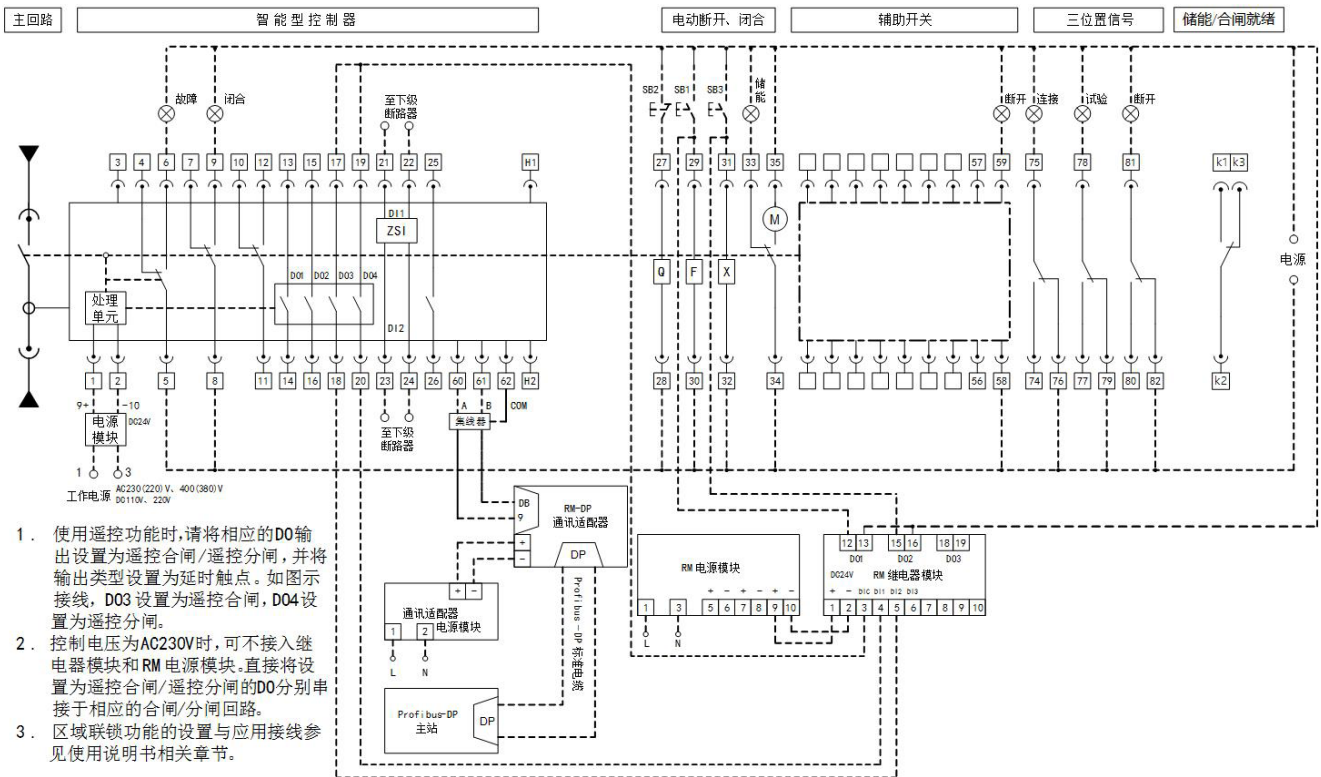 主回路
智能型控制器
电动断开、闭合
辅助开关
三位置信号
储能/合闸就绪
故障
闭合
至下级
断路器
SB2
SB1
SB3
储
能
断开
连接
试验
断开
3 4 6 7 9 10 12 13 15 17 19 21 22 25 H1 27 29 31 33 35 57 59 75 78 81 k1 k3
DI1
ZSI
M
电源
DO1 DO2 DO3 DO4
Q F X
处理
单元
DI2
1 2 5 8 11 14 16 18 20 23 24 26 60 61 62 H2 28 30 32 34 56 58 74 76 77 79 80 82 k2
9+ -10
A B COM
电源
模块
DC24V
集线器
至下级
断路器
1 3
工作电源
AC230(220)V、400(380)V
DC110V、220V
DB
9
RM-DP
通讯适配器
DP
+
-
Profibus-DP 标准电缆
+ -
通讯适配器
电源模块
1 2
L N
Profibus-DP
主站
DP
RM 电源模块
+ - + - + -
1 3 5 6 7 8 9 10
L N
12 13 15 16 18 19
DO1 DO2 DO3
DC24V
RM 继电器模块
+ - DIC DI1 DI2 DI3
1 2 3 4 5 6 7 8 9 10
1. 使用遥控功能时,请将相应的DO输
出设置为遥控合闸/遥控分闸,并将
输出类型设置为延时触点。如图示
接线, DO3 设置为遥控合闸,DO4设
置为遥控分闸。
2. 控制电压为AC230V时,可不接入继
电器模块和RM 电源模块。直接将设
置为遥控合闸/遥控分闸的DO分别串
接于相应的合闸/分闸回路。
3. 区域联锁功能的设置与应用接线参
见使用说明书相关章节。